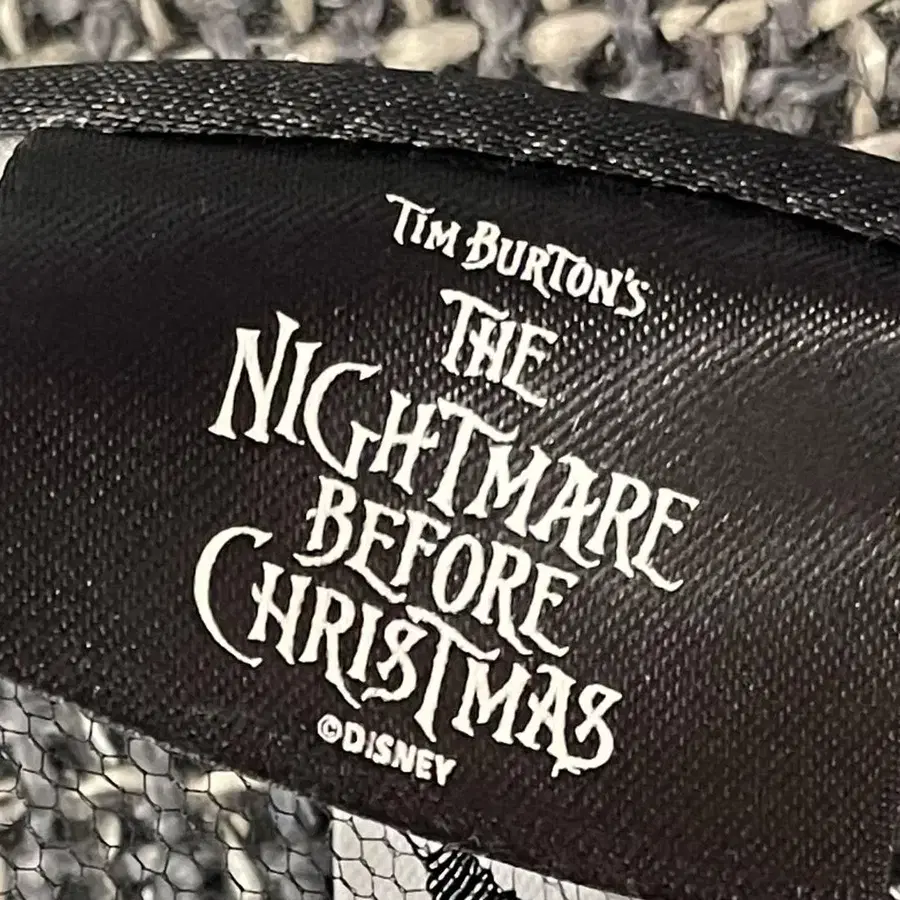 TIM BURTON'S
THE
NIGHTMARE
BEFORE
CHRISTMAS
©DISNEY